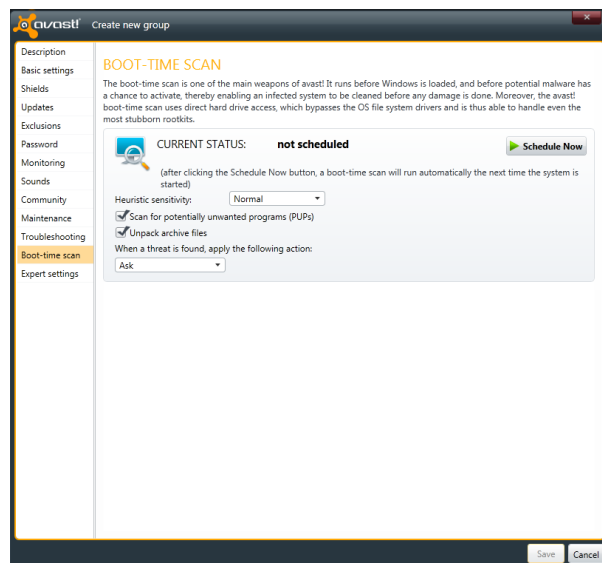 avast! Create new group
Description
Basic settings
Shields
Updates
Exclusions
Password
Monitoring
Sounds
Community
Maintenance
Troubleshooting
Boot-time scan
Expert settings
BOOT-TIME SCAN
The boot-time scan is one of the main weapons of avast! It runs before Windows is loaded, and before potential malware has
a chance to activate, thereby enabling an infected system to be cleaned before any damage is done. Moreover, the avast!
boot-time scan uses direct hard drive access, which bypasses the OS file system drivers and is thus able to handle even the
most stubborn rootkits.
CURRENT STATUS: not scheduled
Schedule Now
(after clicking the Schedule Now button, a boot-time scan will run automatically the next time the system is
started)
Heuristic sensitivity: Normal
Scan for potentially unwanted programs (PUPs)
Unpack archive files
When a threat is found, apply the following action:
Ask
Save Cancel